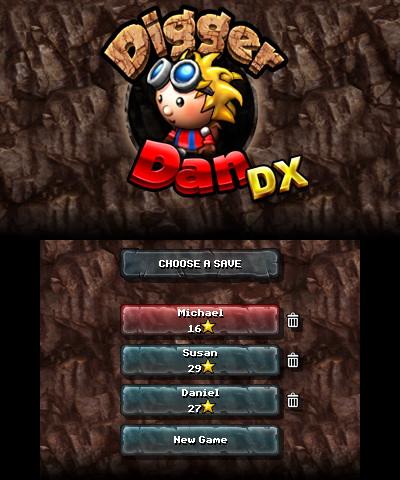 Digger
Dan DX
CHOOSE A SAVE
Michael
16
Susan
29
Daniel
27
New Game